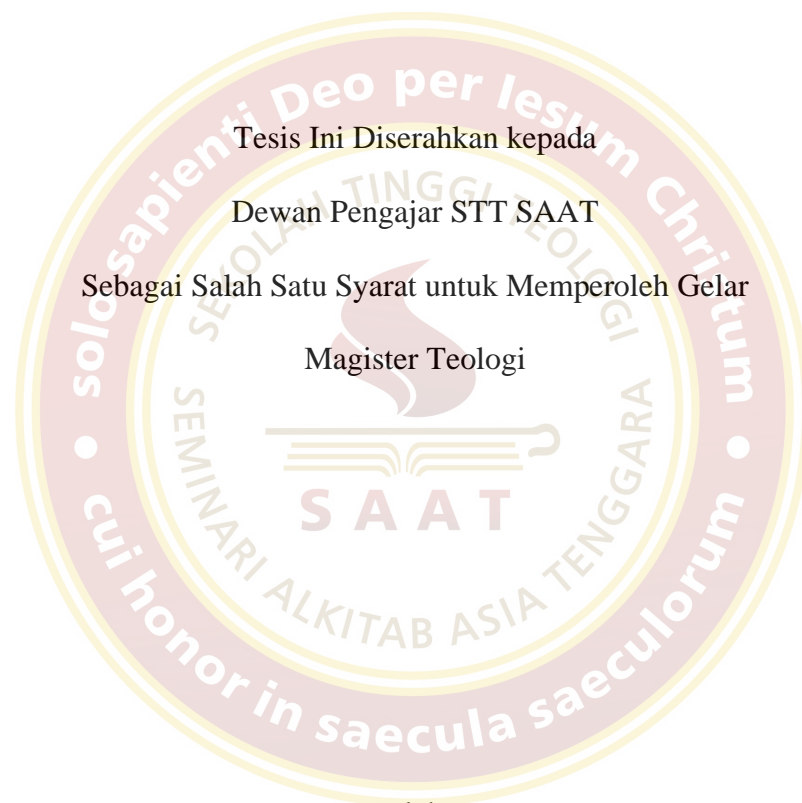 Tesis Ini Diserahkan kepada
Dewan Pengajar STT SAAT
Sebagai Salah Satu Syarat untuk Memperoleh Gelar
Magister Teologi
solo sapienti Deo per Iesum Christum
cui honor in saecula saeculorum
SEKOLAH TINGGI TEOLOGI
SEMINARI ALKITAB ASIA TENGGARA
SAAT